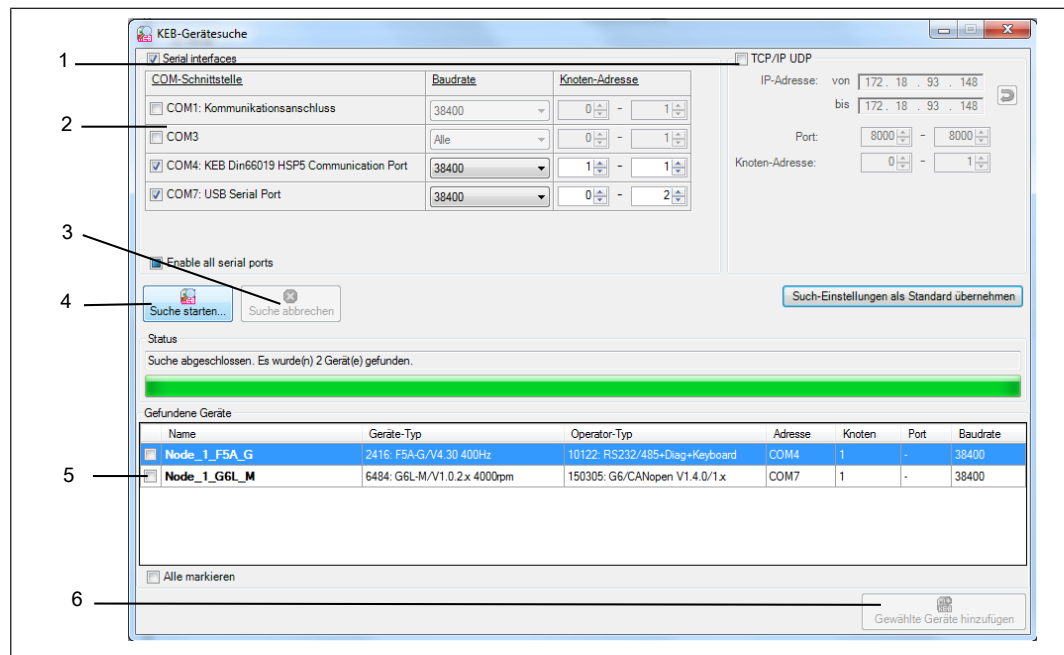 KEB-Gerätesuche
1
Serial interfaces
TCP/IP UDP
COM-Schnittstelle Baudrate Knoten-Adresse
IP-Adresse: von 172 . 18 . 93 . 148
bis 172 . 18 . 93 . 148
2
COM1: Kommunikationsanschluss 38400 0 - 1
COM3 Alle 0 - 1
Port: 8000 - 8000
COM4: KEB Din66019 HSP5 Communication Port 38400 1 - 1
Knoten-Adresse: 0 - 1
COM7: USB Serial Port 38400 0 - 2
3
Enable all serial ports
4
Suche starten... Suche abbrechen Such-Einstellungen als Standard übernehmen
Status
Suche abgeschlossen. Es wurde(n) 2 Gerät(e) gefunden.
Gefundene Geräte
Name Geräte-Typ Operator-Typ Adresse Knoten Port Baudrate
Node_1_F5A_G 2416: F5A-G/V4.30 400Hz 10122: RS232/485+Diag+Keyboard COM4 1 - 38400
5
Node_1_G6L_M 6484: G6L-M/V1.0.2.x 4000rpm 150305: G6/CANopen V1.4.0/1.x COM7 1 - 38400
Alle markieren
6
Gewählte Geräte hinzufügen